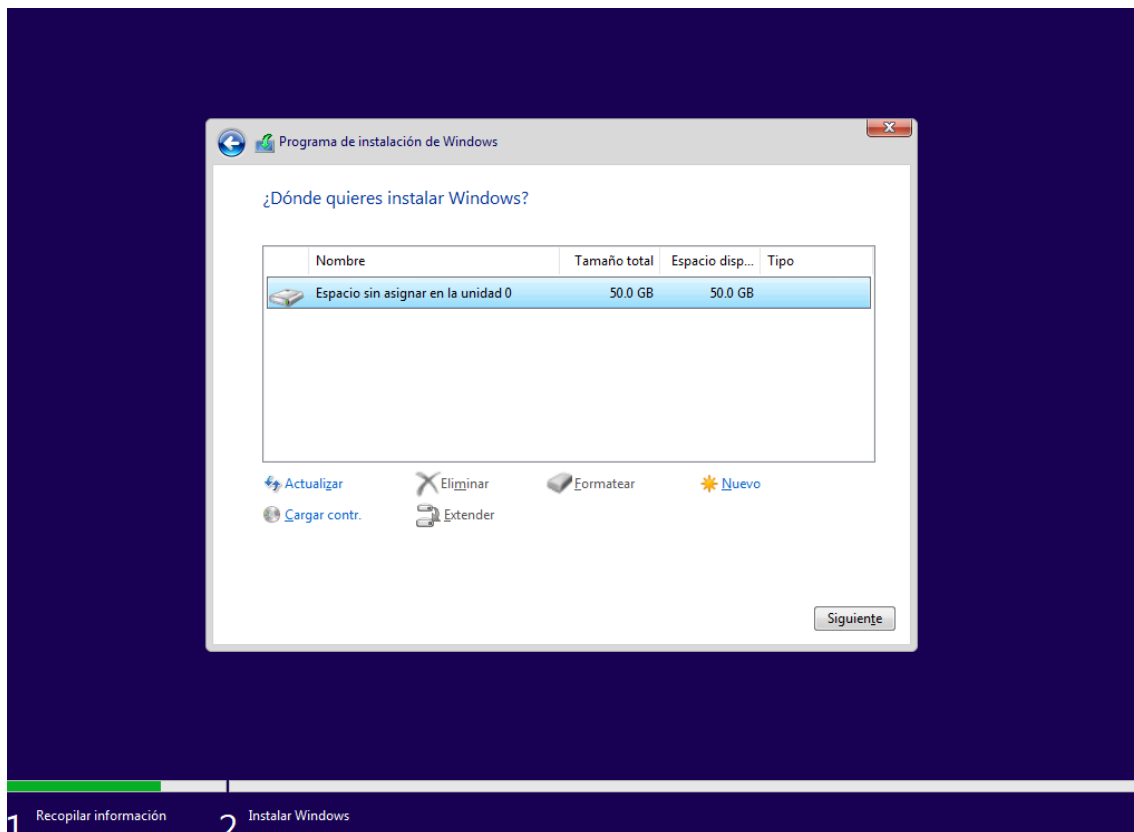 Programa de instalación de Windows
¿Dónde quieres instalar Windows?
Nombre Tamaño total Espacio disp... Tipo
Espacio sin asignar en la unidad 0 50.0 GB 50.0 GB
Actualizar Eliminar Formatear Nuevo
Cargar contr. Extender
Siguiente
1 Recopilar información 2 Instalar Windows